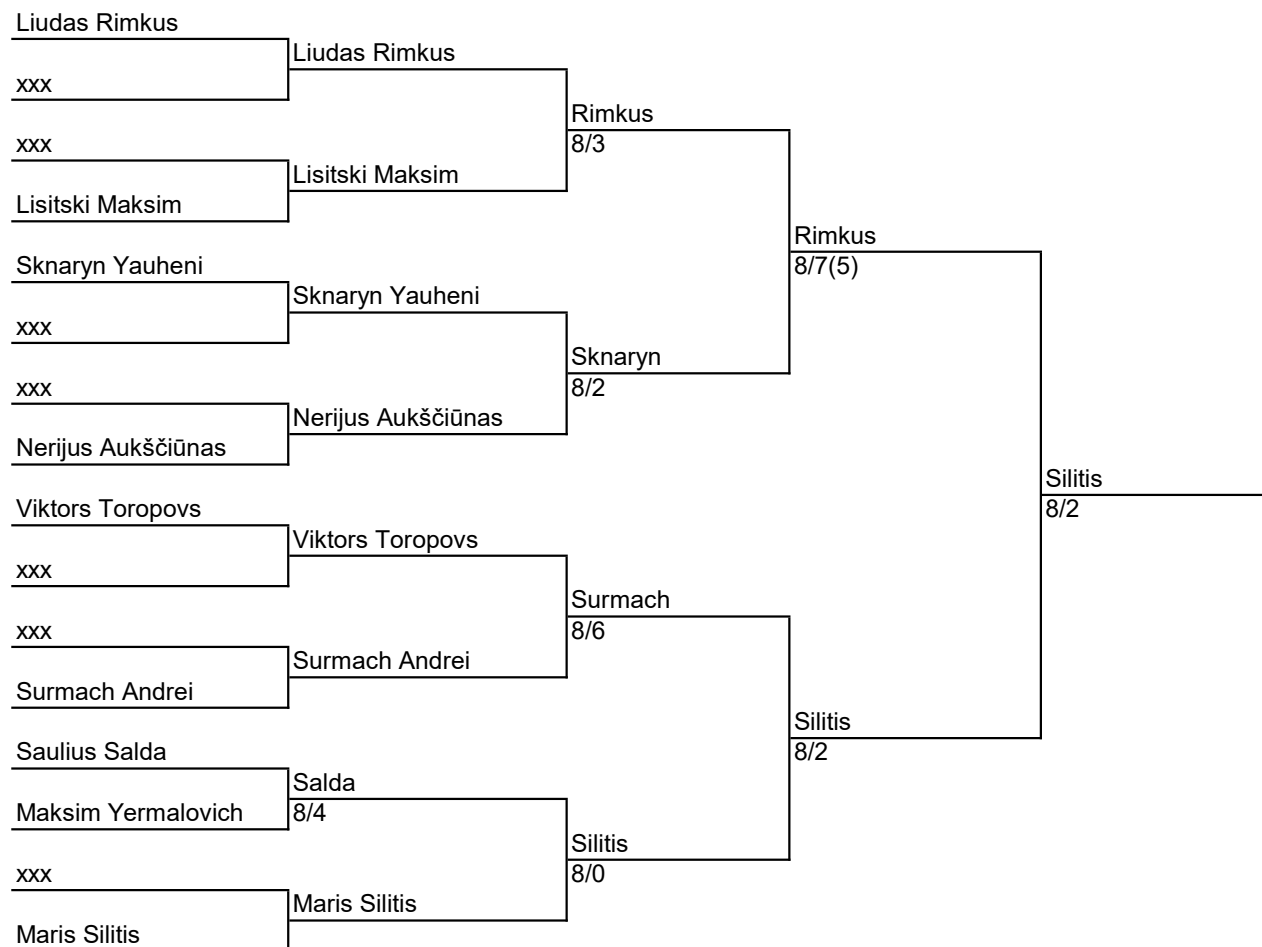 Liudas Rimkus
Liudas Rimkus
xxx
Rimkus
8/3
xxx
Lisitski Maksim
Lisitski Maksim
Rimkus
8/7(5)
Sknaryn Yauheni
Sknaryn Yauheni
xxx
Sknaryn
8/2
xxx
Nerijus Aukščiūnas
Nerijus Aukščiūnas
Silitis
8/2
Viktors Toropovs
Viktors Toropovs
xxx
Surmach
8/6
xxx
Surmach Andrei
Surmach Andrei
Silitis
8/2
Saulius Salda
Salda
8/4
Maksim Yermalovich
Silitis
8/0
xxx
Maris Silitis
Maris Silitis